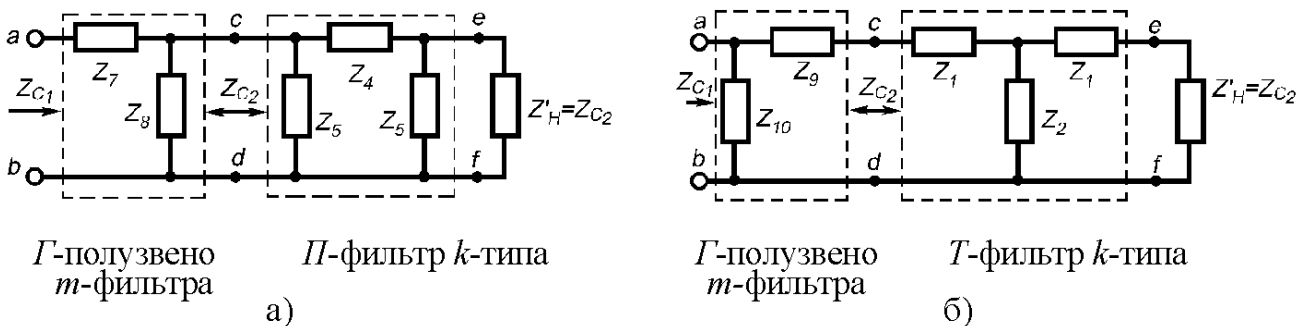 a c e a c e
Z7 Z4 Z9 Z1 Z1
ZC1 Z8 ZC2 Z5 Z5 Z'H=ZC2 ZC1 Z10 ZC2 Z2 Z'H=ZC2
b d f b d f
Г-полузвено П-фильтр k-типа Г-полузвено Т-фильтр k-типа
m-фильтра m-фильтра
а) б)